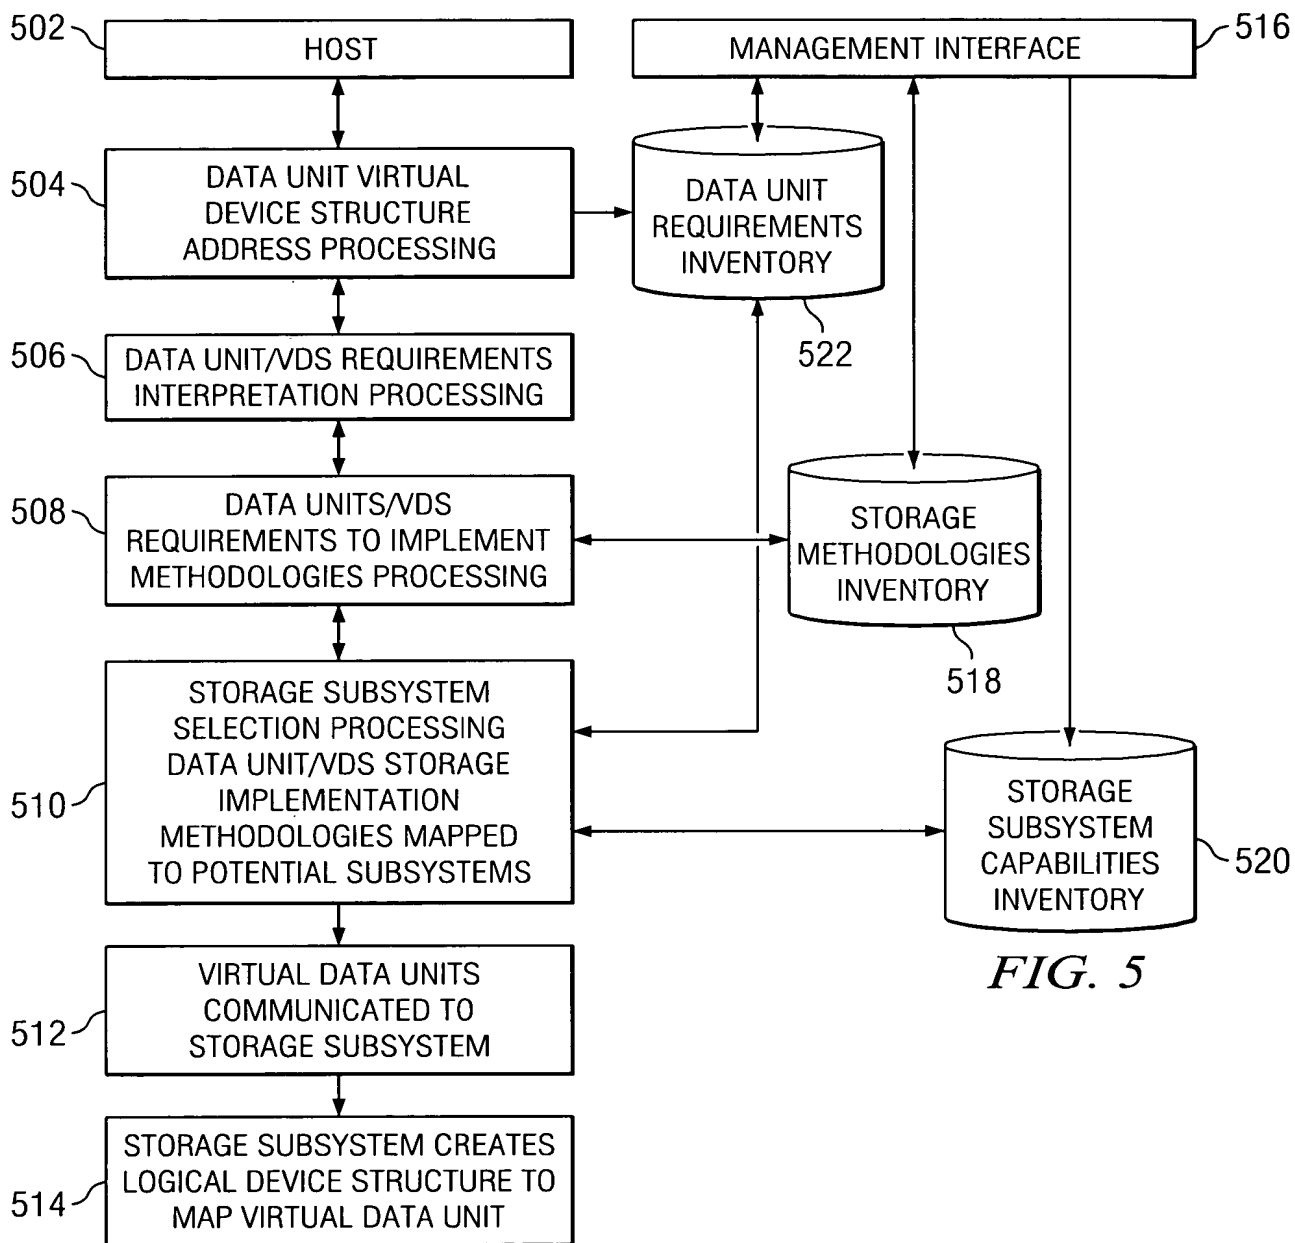 502
HOST
MANAGEMENT INTERFACE
516
504
DATA UNIT VIRTUAL
DEVICE STRUCTURE
ADDRESS PROCESSING
DATA UNIT
REQUIREMENTS
INVENTORY
522
506
DATA UNIT/VDS REQUIREMENTS
INTERPRETATION PROCESSING
508
DATA UNITS/VDS
REQUIREMENTS TO IMPLEMENT
METHODOLOGIES PROCESSING
STORAGE
METHODOLOGIES
INVENTORY
518
510
STORAGE SUBSYSTEM
SELECTION PROCESSING
DATA UNIT/VDS STORAGE
IMPLEMENTATION
METHODOLOGIES MAPPED
TO POTENTIAL SUBSYSTEMS
STORAGE
SUBSYSTEM
CAPABILITIES
INVENTORY
520
512
VIRTUAL DATA UNITS
COMMUNICATED TO
STORAGE SUBSYSTEM
FIG. 5
514
STORAGE SUBSYSTEM CREATES
LOGICAL DEVICE STRUCTURE TO
MAP VIRTUAL DATA UNIT